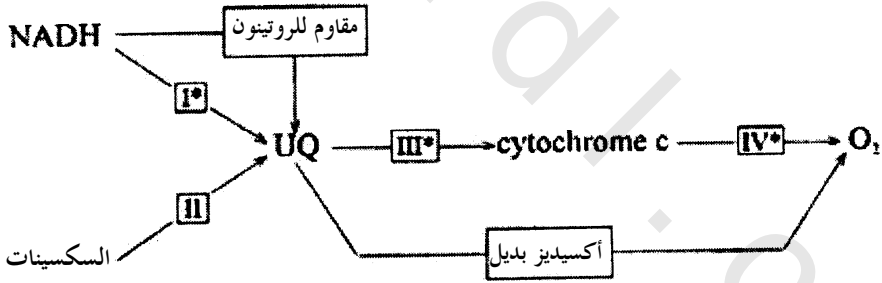 NADH
مقاوم للروتينون
I*
UQ
III*
cytochrome c
IV*
O₂
II
السكسينات
أكسيديز بديل